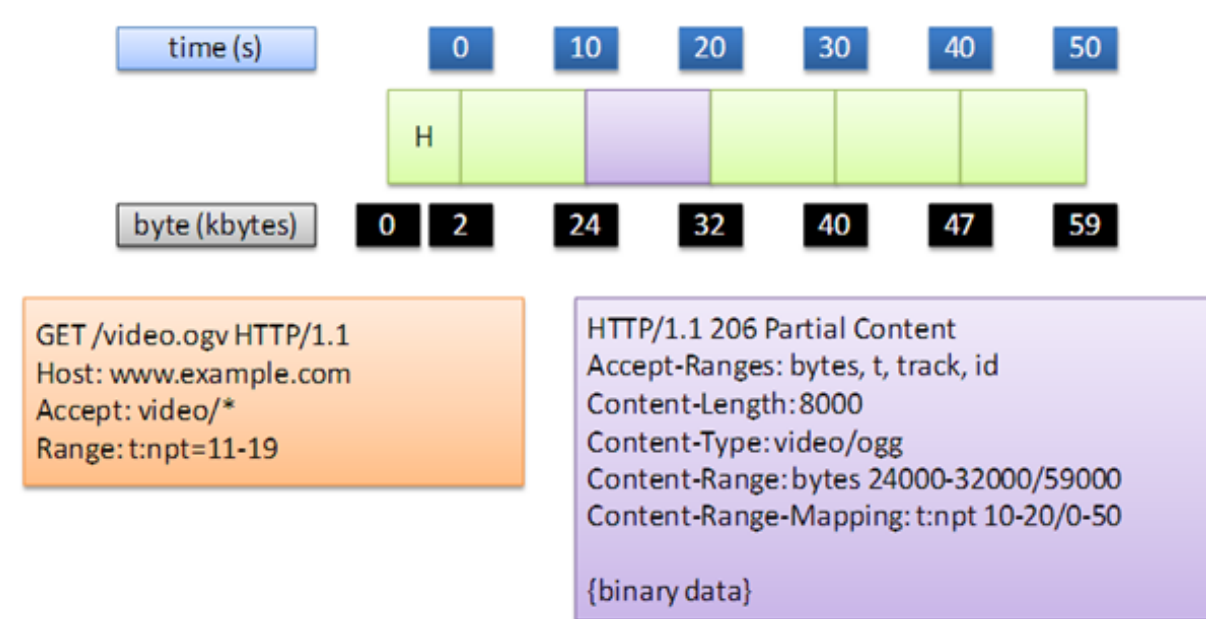 time (s) 0 10 20 30 40 50
H
byte (kbytes) 0 2 24 32 40 47 59
GET /video.ogv HTTP/1.1
Host: www.example.com
Accept: video/*
Range: t:npt=11-19
HTTP/1.1 206 Partial Content
Accept-Ranges: bytes, t, track, id
Content-Length: 8000
Content-Type: video/ogg
Content-Range: bytes 24000-32000/59000
Content-Range-Mapping: t:npt 10-20/0-50
{binary data}